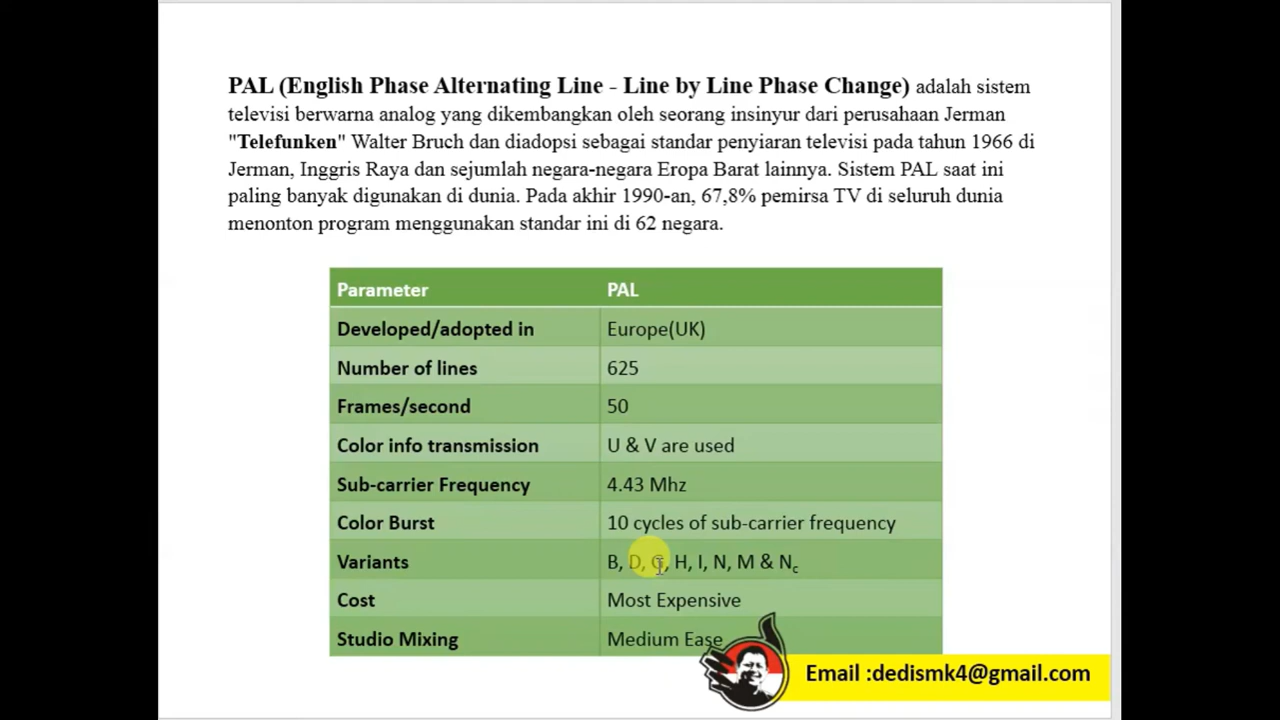 PAL (English Phase Alternating Line - Line by Line Phase Change) adalah sistem
televisi berwarna analog yang dikembangkan oleh seorang insinyur dari perusahaan Jerman
"Telefunken" Walter Bruch dan diadopsi sebagai standar penyiaran televisi pada tahun 1966 di
Jerman, Inggris Raya dan sejumlah negara-negara Eropa Barat lainnya. Sistem PAL saat ini
paling banyak digunakan di dunia. Pada akhir 1990-an, 67,8% pemirsa TV di seluruh dunia
menonton program menggunakan standar ini di 62 negara.
Parameter PAL
Developed/adopted in Europe(UK)
Number of lines 625
Frames/second 50
Color info transmission U & V are used
Sub-carrier Frequency 4.43 Mhz
Color Burst 10 cycles of sub-carrier frequency
Variants B, D, G, H, I, N, M & Nc
Cost Most Expensive
Studio Mixing Medium Ease
Email :dedismk4@gmail.com